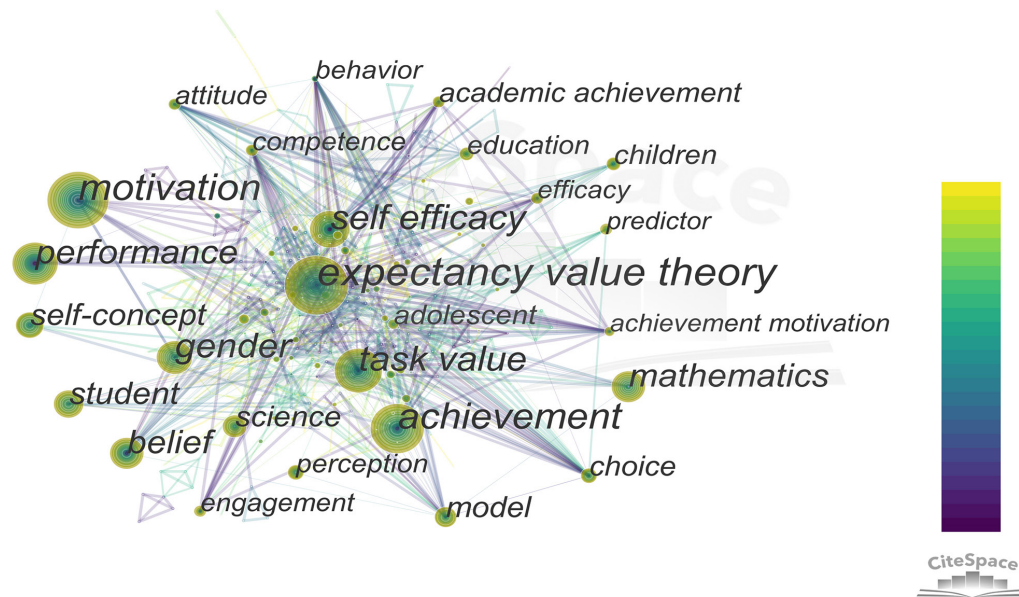 behavior
attitude
academic achievement
competence
education
children
motivation
efficacy
self efficacy
predictor
performance
expectancy value theory
self-concept
adolescent
achievement motivation
gender
task value
mathematics
student
science
achievement
belief
perception
choice
engagement
model
CiteSpace